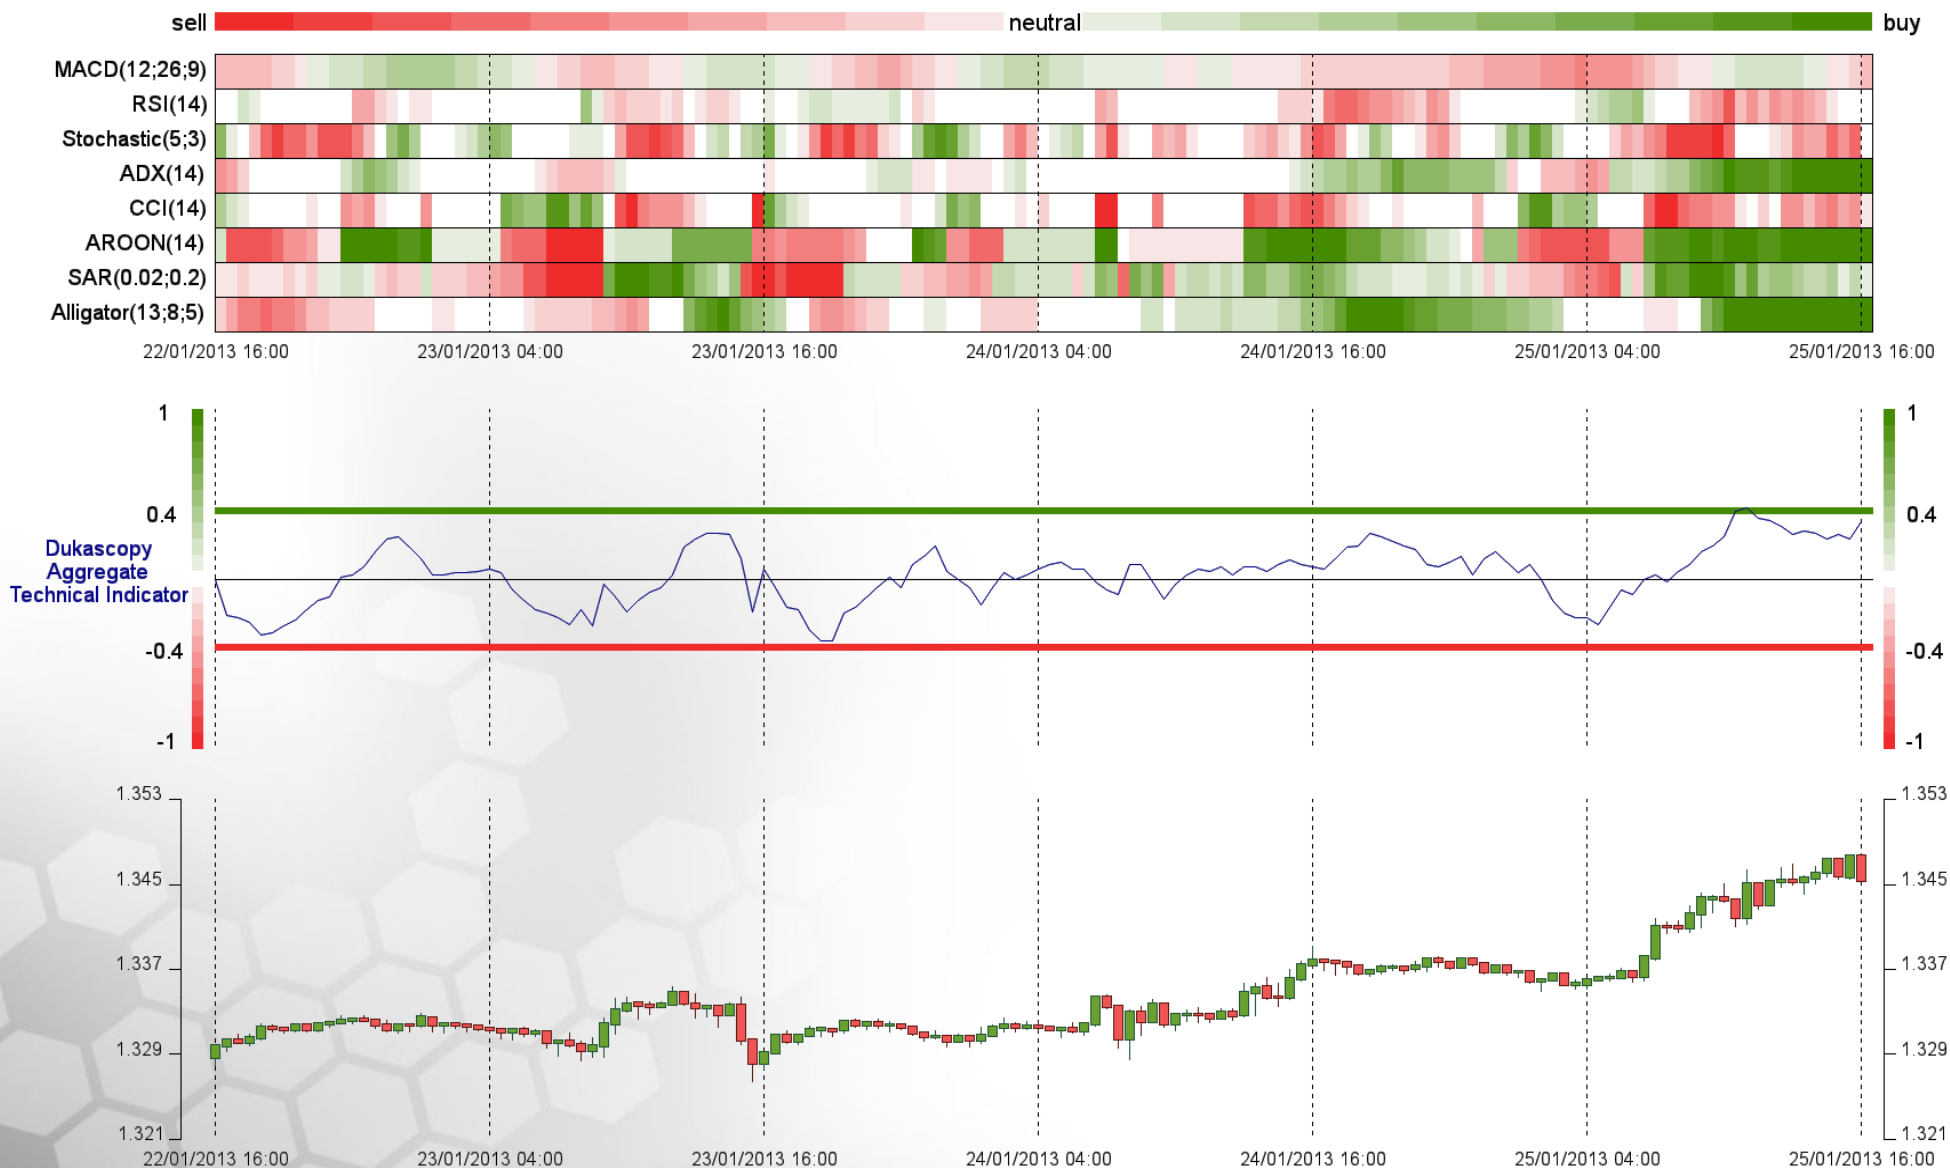 sell neutral buy
MACD(12;26;9)
RSI(14)
Stochastic(5;3)
ADX(14)
CCI(14)
AROON(14)
SAR(0.02;0.2)
Alligator(13;8;5)
22/01/2013 16:00 23/01/2013 04:00 23/01/2013 16:00 24/01/2013 04:00 24/01/2013 16:00 25/01/2013 04:00 25/01/2013 16:00
1 1
0.4 0.4
Dukascopy
Aggregate
Technical Indicator
-0.4 -0.4
-1 -1
1.353 1.353
1.345 1.345
1.337 1.337
1.329 1.329
1.321 1.321
22/01/2013 16:00 23/01/2013 04:00 23/01/2013 16:00 24/01/2013 04:00 24/01/2013 16:00 25/01/2013 04:00 25/01/2013 16:00